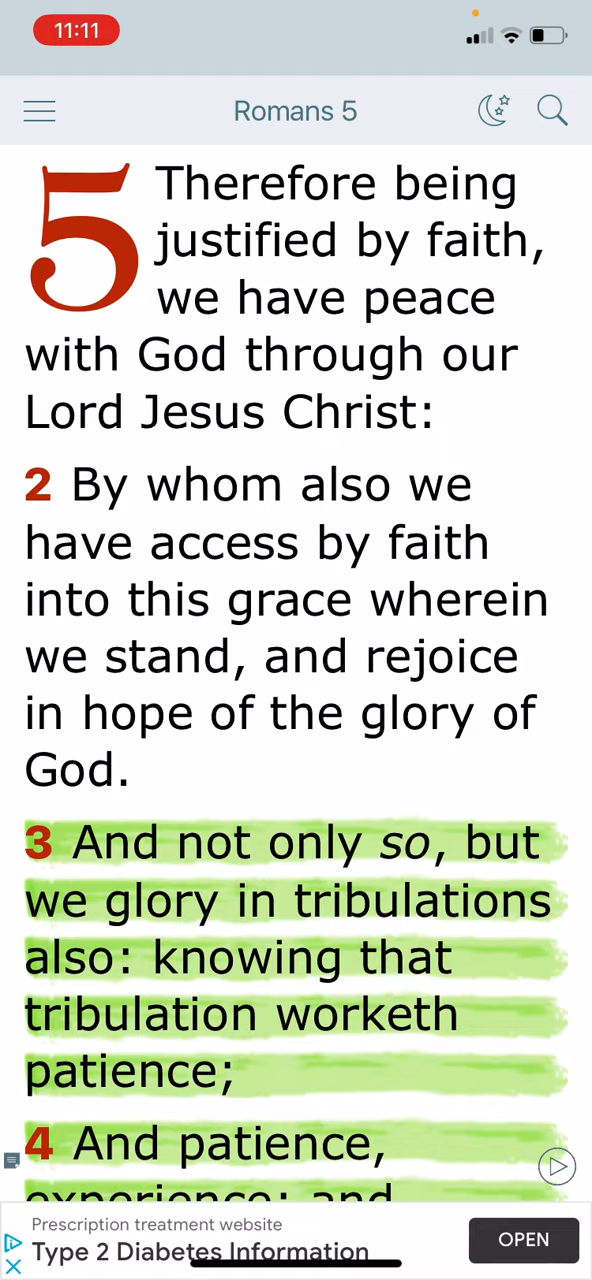 11:11
Romans 5
5 Therefore being
justified by faith,
we have peace
with God through our
Lord Jesus Christ:
2 By whom also we
have access by faith
into this grace wherein
we stand, and rejoice
in hope of the glory of
God.
3 And not only so, but
we glory in tribulations
also: knowing that
tribulation worketh
patience;
4 And patience,
experience: and
Prescription treatment website
Type 2 Diabetes Information
OPEN